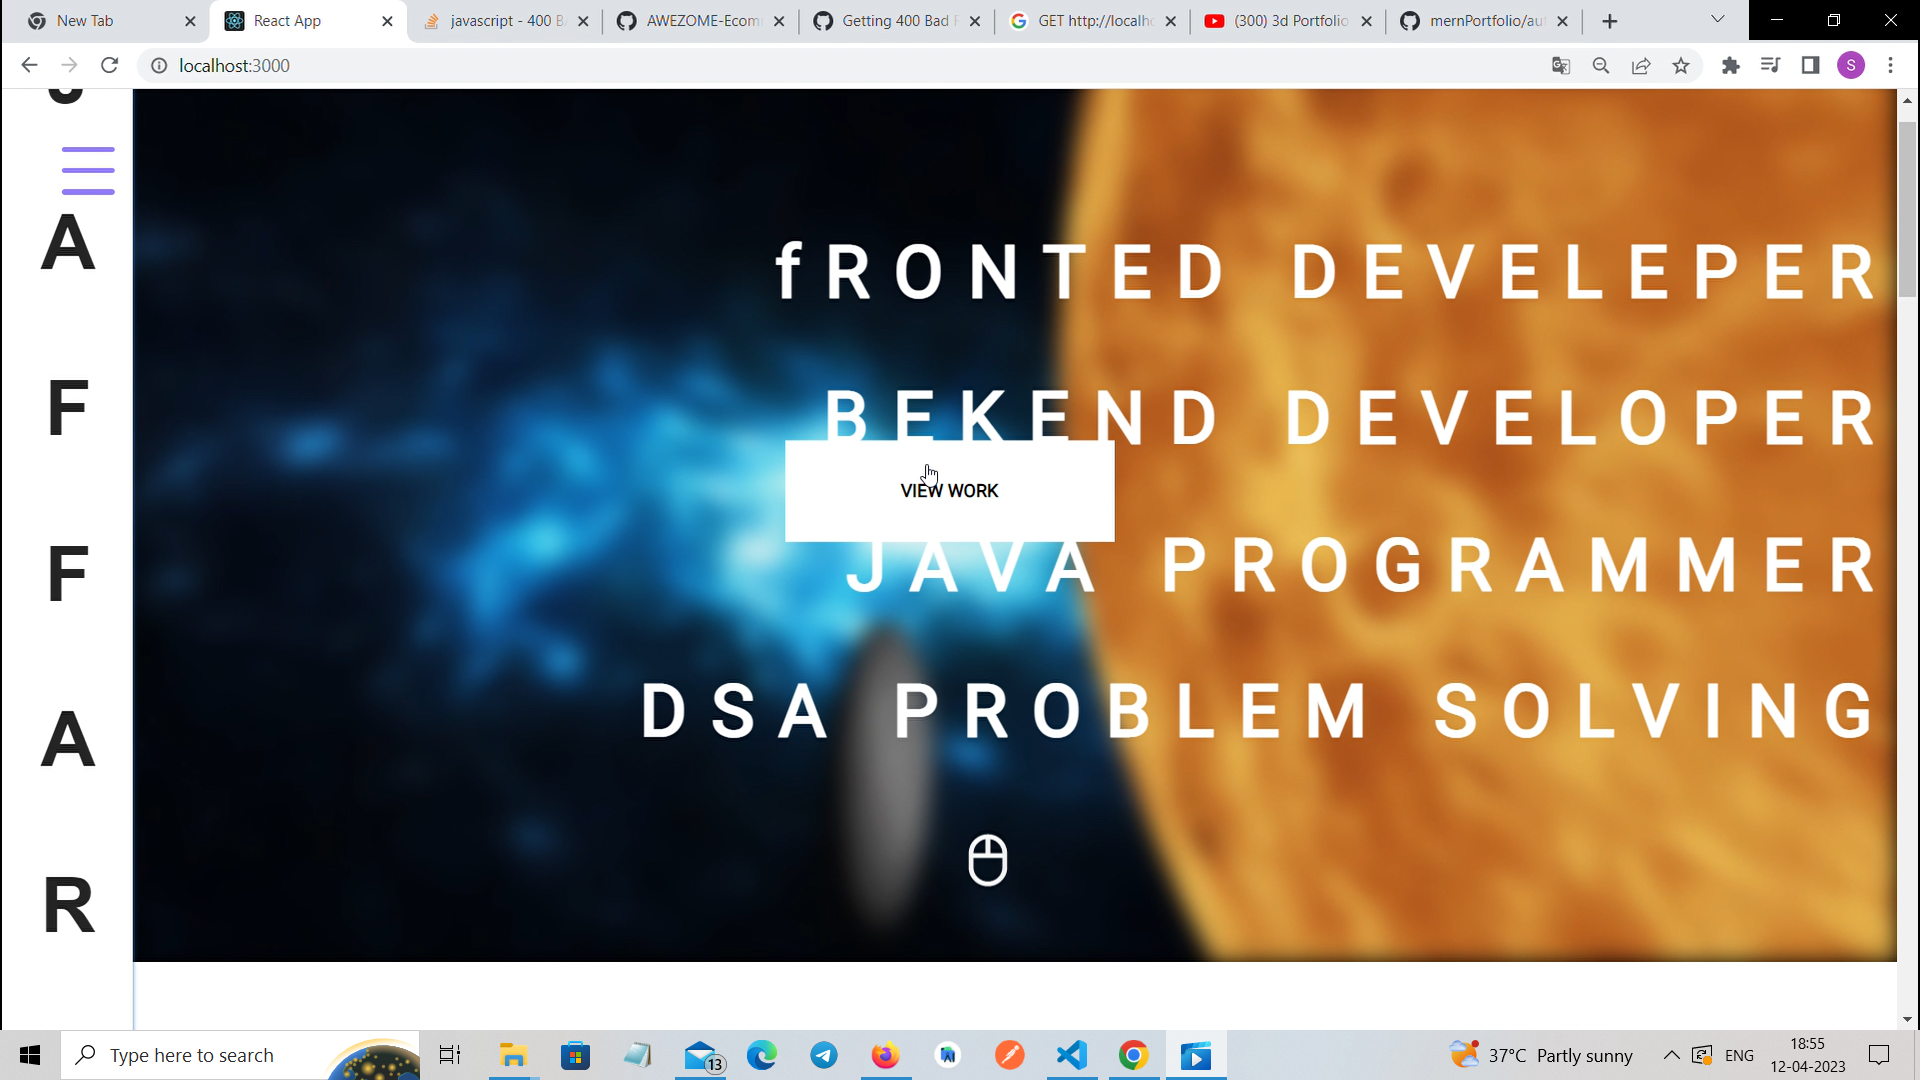 New Tab
React App
javascript - 400 B
AWEZOME-Ecom
Getting 400 Bad R
GET http://localh
(300) 3d Portfolio
mernPortfolio/au
localhost:3000
S
A
F
F
A
R
fRONTED DEVELEPER
BEKEND DEVELOPER
VIEW WORK
JAVA PROGRAMMER
DSA PROBLEM SOLVING
Type here to search
13
37°C Partly sunny
ENG
18:55
12-04-2023